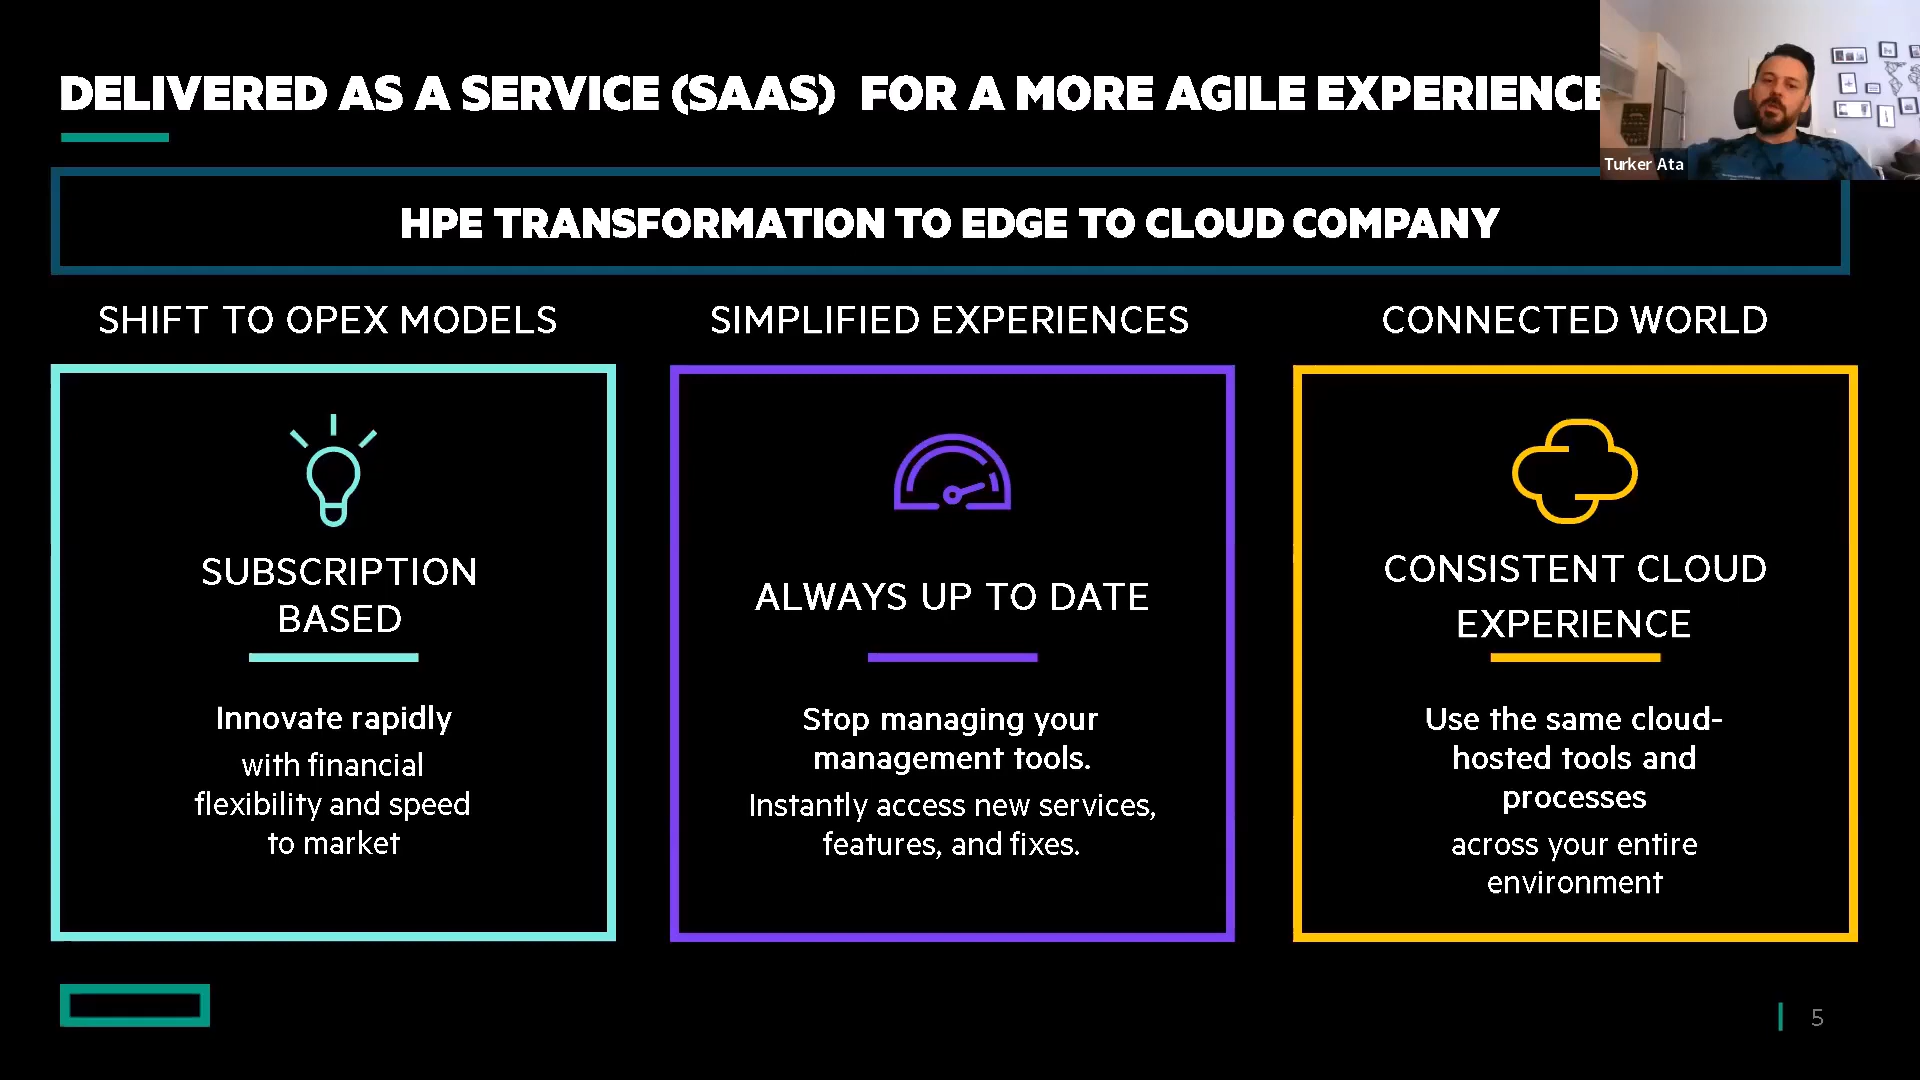 DELIVERED AS A SERVICE (SAAS) FOR A MORE AGILE EXPERIENCE
Turker Ata
HPE TRANSFORMATION TO EDGE TO CLOUD COMPANY
SHIFT TO OPEX MODELS
SUBSCRIPTION
BASED
Innovate rapidly
with financial
flexibility and speed
to market
SIMPLIFIED EXPERIENCES
ALWAYS UP TO DATE
Stop managing your
management tools.
Instantly access new services,
features, and fixes.
CONNECTED WORLD
CONSISTENT CLOUD
EXPERIENCE
Use the same cloud-
hosted tools and
processes
across your entire
environment
5